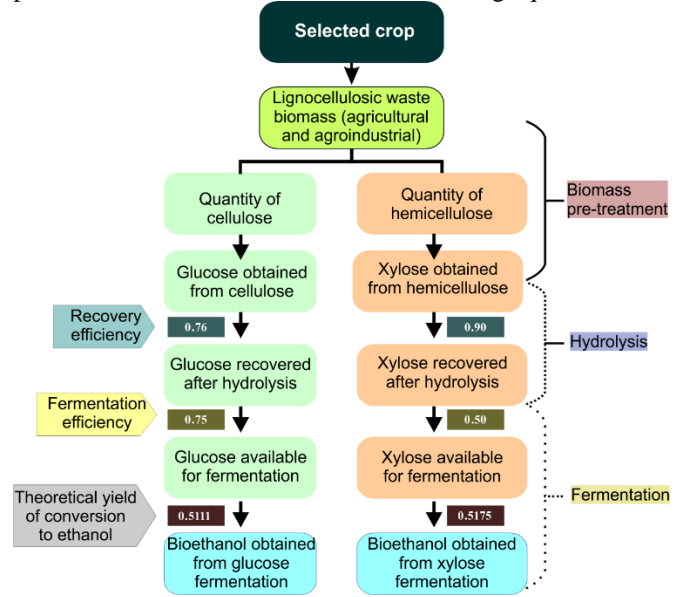 Selected crop
Lignocellulosic waste
biomass (agricultural
and agroindustrial)
Quantity of
cellulose
Quantity of
hemicellulose
Biomass
pre-treatment
Glucose obtained
from cellulose
Xylose obtained
from hemicellulose
Recovery
efficiency
0.76
0.90
Hydrolysis
Glucose recovered
after hydrolysis
Xylose recovered
after hydrolysis
Fermentation
efficiency
0.75
0.50
Glucose available
for fermentation
Xylose available
for fermentation
Fermentation
Theoretical yield
of conversion
to ethanol
0.5111
0.5175
Bioethanol obtained
from glucose
fermentation
Bioethanol obtained
from xylose
fermentation